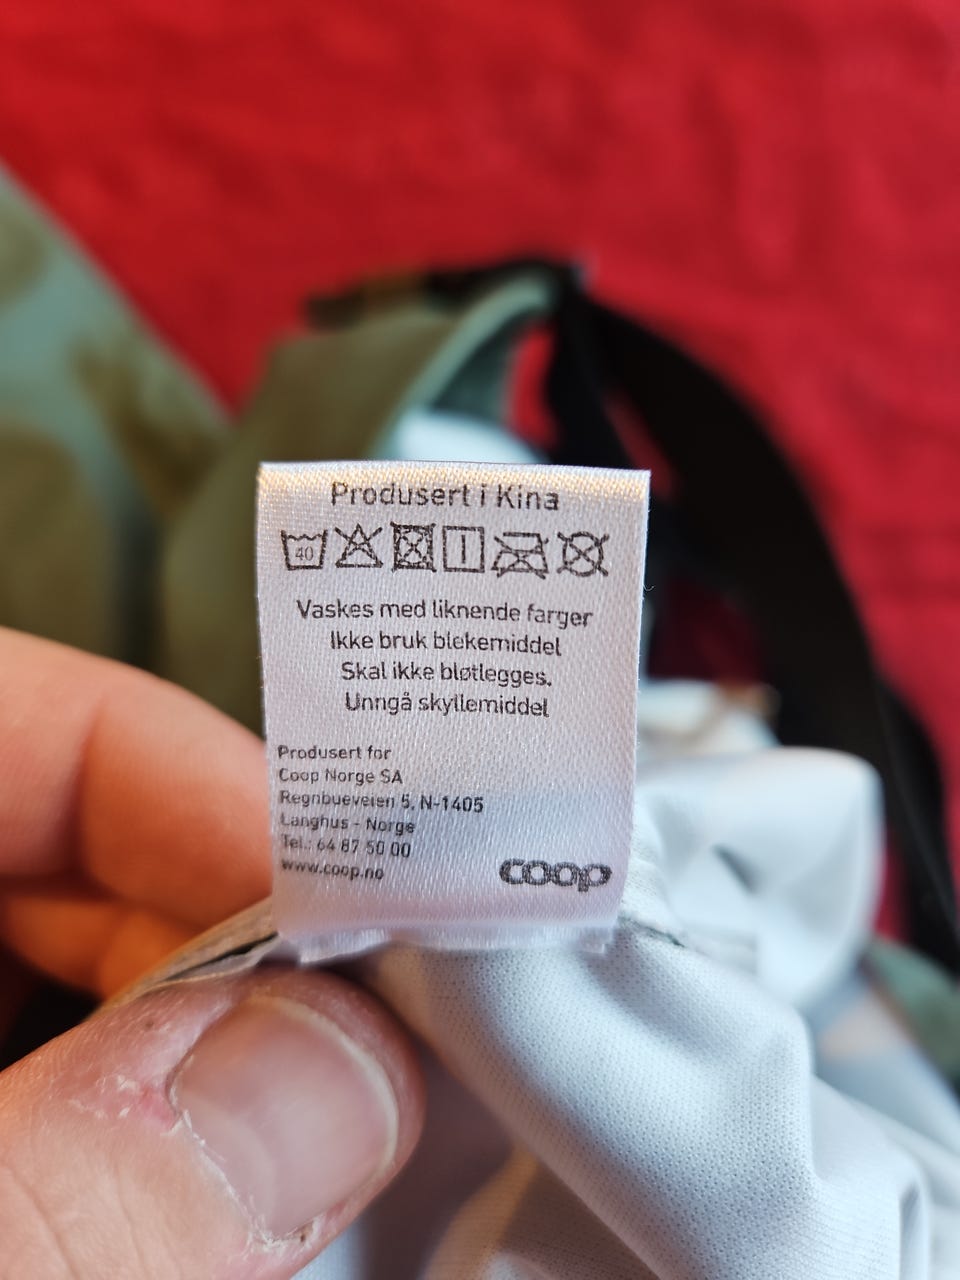 Produsert i Kina
40
Vaskes med liknende farger
Ikke bruk blekemiddel
Skal ikke bløtlegges.
Unngå skyllemiddel
Produsert for
Coop Norge SA
Regnbueveien 5, N-1405
Langhus - Norge
Tel.: 64 87 50 00
www.coop.no
coop